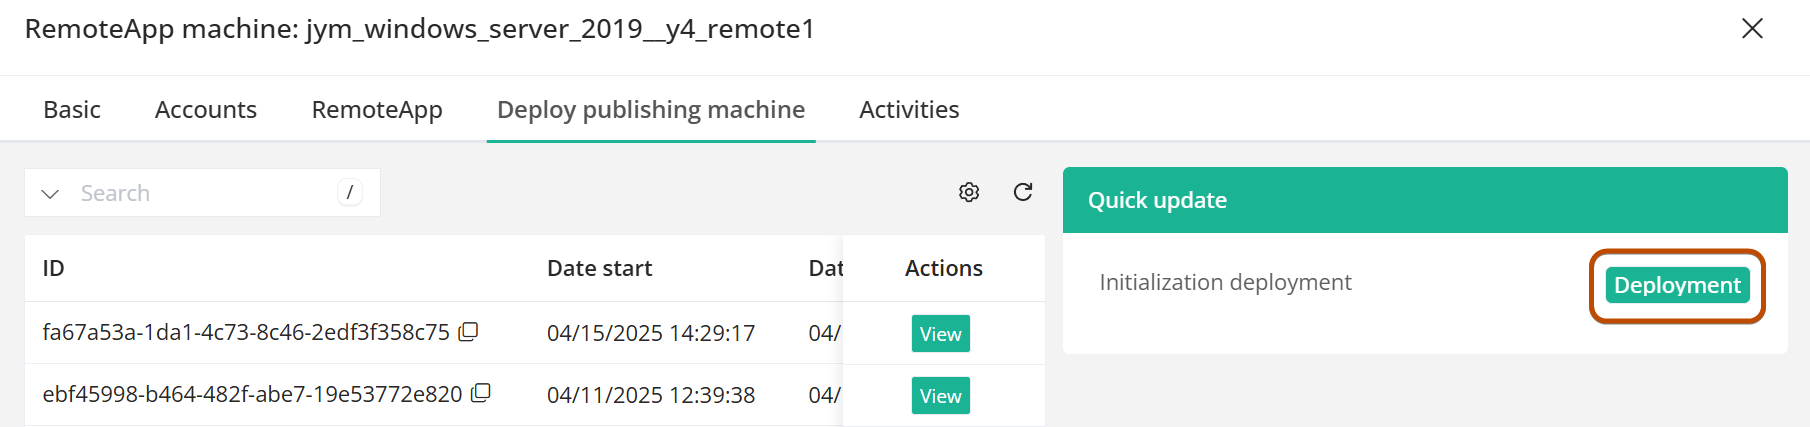 RemoteApp machine: jym_windows_server_2019__y4_remote1
Basic Accounts RemoteApp Deploy publishing machine Activities
Search /
Quick update
ID Date start Dat Actions
Initialization deployment Deployment
fa67a53a-1da1-4c73-8c46-2edf3f358c75 04/15/2025 14:29:17 04/ View
ebf45998-b464-482f-abe7-19e53772e820 04/11/2025 12:39:38 04/ View